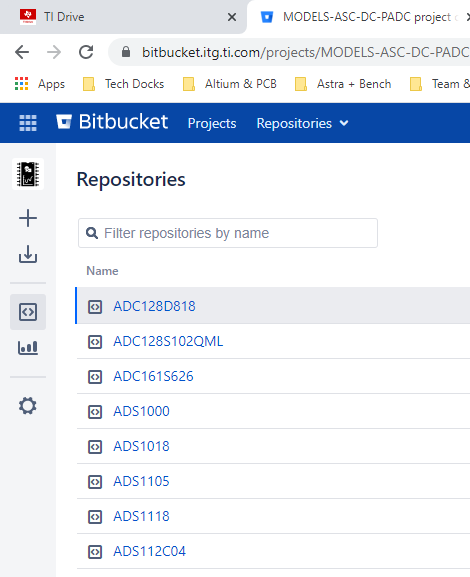 TI Drive
MODELS-ASC-DC-PADC project
bitbucket.itg.ti.com/projects/MODELS-ASC-DC-PADC
Apps Tech Docks Altium & PCB Astra + Bench Team &
Bitbucket Projects Repositories
Repositories
Filter repositories by name
Name
ADC128D818
ADC128S102QML
ADC161S626
ADS1000
ADS1018
ADS1105
ADS1118
ADS112C04